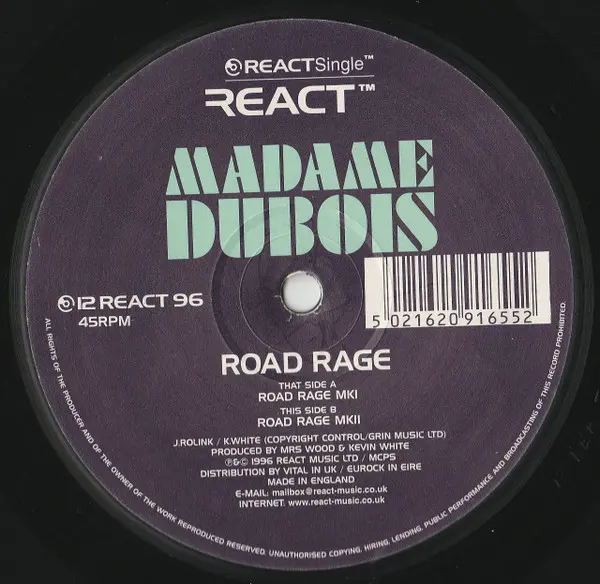 REACTSingle™
REACT™
MADAME
DUBOIS
12 REACT 96
45RPM
5 021620 916552
ROAD RAGE
THAT SIDE A
ROAD RAGE MKI
THIS SIDE B
ROAD RAGE MKII
J.ROLINK / K.WHITE (COPYRIGHT CONTROL/GRIN MUSIC LTD)
PRODUCED BY MRS WOOD & KEVIN WHITE
℗&© 1996 REACT MUSIC LTD / MCPS
DISTRIBUTION BY VITAL IN UK / EUROCK IN EIRE
MADE IN ENGLAND
E-MAIL: mailbox@react-music.co.uk
INTERNET: www.react-music.co.uk
ALL RIGHTS OF THE PRODUCER AND OF THE OWNER OF THE WORK REPRODUCED RESERVED. UNAUTHORISED COPYING, HIRING, LENDING, PUBLIC PERFORMANCE AND BROADCASTING OF THIS RECORD PROHIBITED.